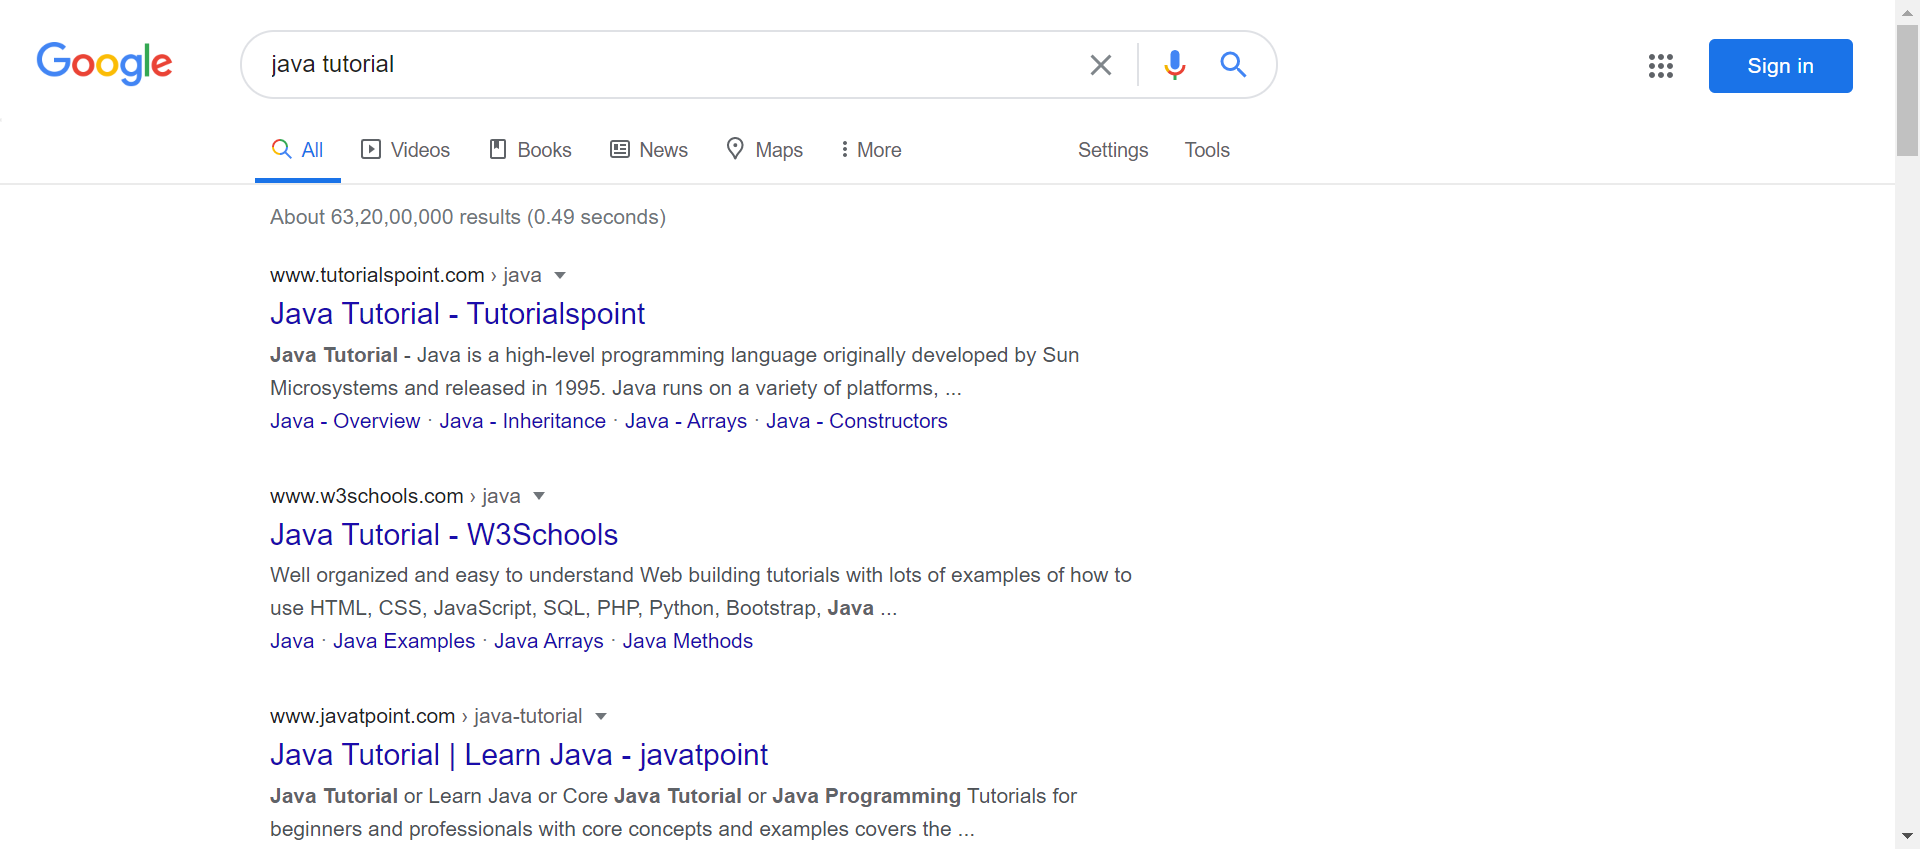 Google
java tutorial
Sign in
All Videos Books News Maps More Settings Tools
About 63,20,00,000 results (0.49 seconds)
www.tutorialspoint.com › java
Java Tutorial - Tutorialspoint
Java Tutorial - Java is a high-level programming language originally developed by Sun
Microsystems and released in 1995. Java runs on a variety of platforms, ...
Java - Overview · Java - Inheritance · Java - Arrays · Java - Constructors
www.w3schools.com › java
Java Tutorial - W3Schools
Well organized and easy to understand Web building tutorials with lots of examples of how to
use HTML, CSS, JavaScript, SQL, PHP, Python, Bootstrap, Java ...
Java · Java Examples · Java Arrays · Java Methods
www.javatpoint.com › java-tutorial
Java Tutorial | Learn Java - javatpoint
Java Tutorial or Learn Java or Core Java Tutorial or Java Programming Tutorials for
beginners and professionals with core concepts and examples covers the ...